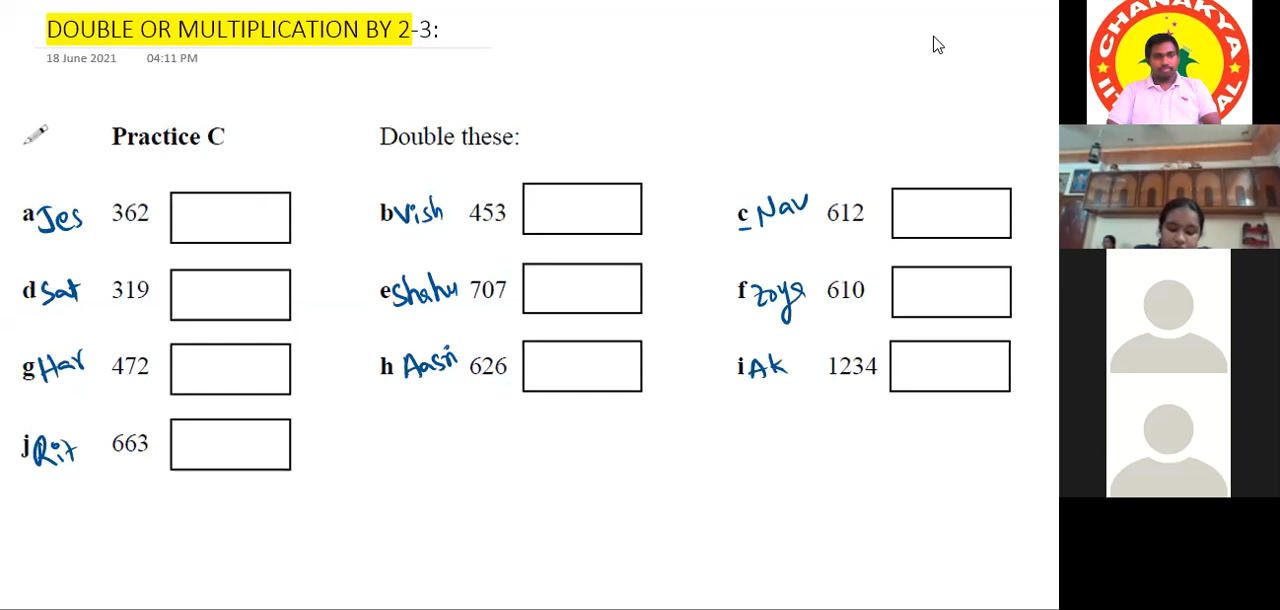 DOUBLE OR MULTIPLICATION BY 2-3:
18 June 2021 04:11 PM
Practice C Double these:
a Jes 362 b Vish 453 c Nav 612
d Sat 319 e Shahu 707 f Zoya 610
g Har 472 h Aasri 626 i Ak 1234
j Rit 663
CHANAKYA